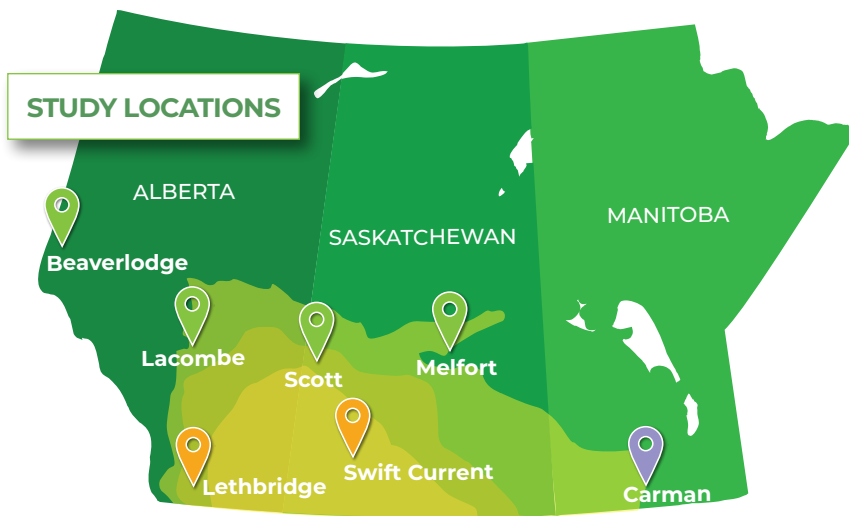 STUDY LOCATIONS
ALBERTA
SASKATCHEWAN
MANITOBA
Beaverlodge
Lacombe
Scott
Melfort
Lethbridge
Swift Current
Carman